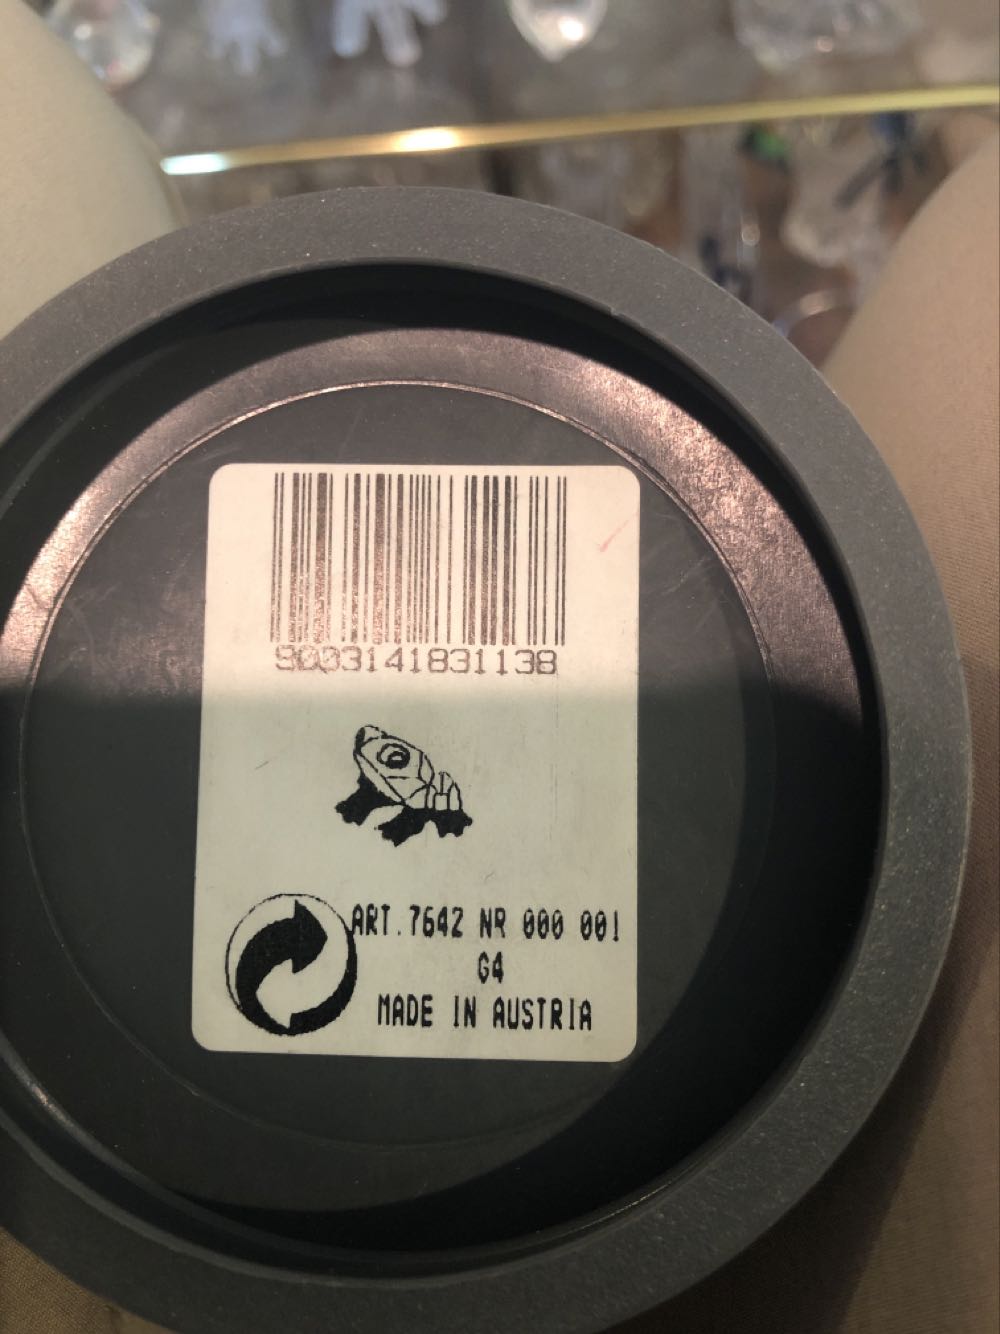 9003141831138
ART.7642 NR 000 001
G4
MADE IN AUSTRIA